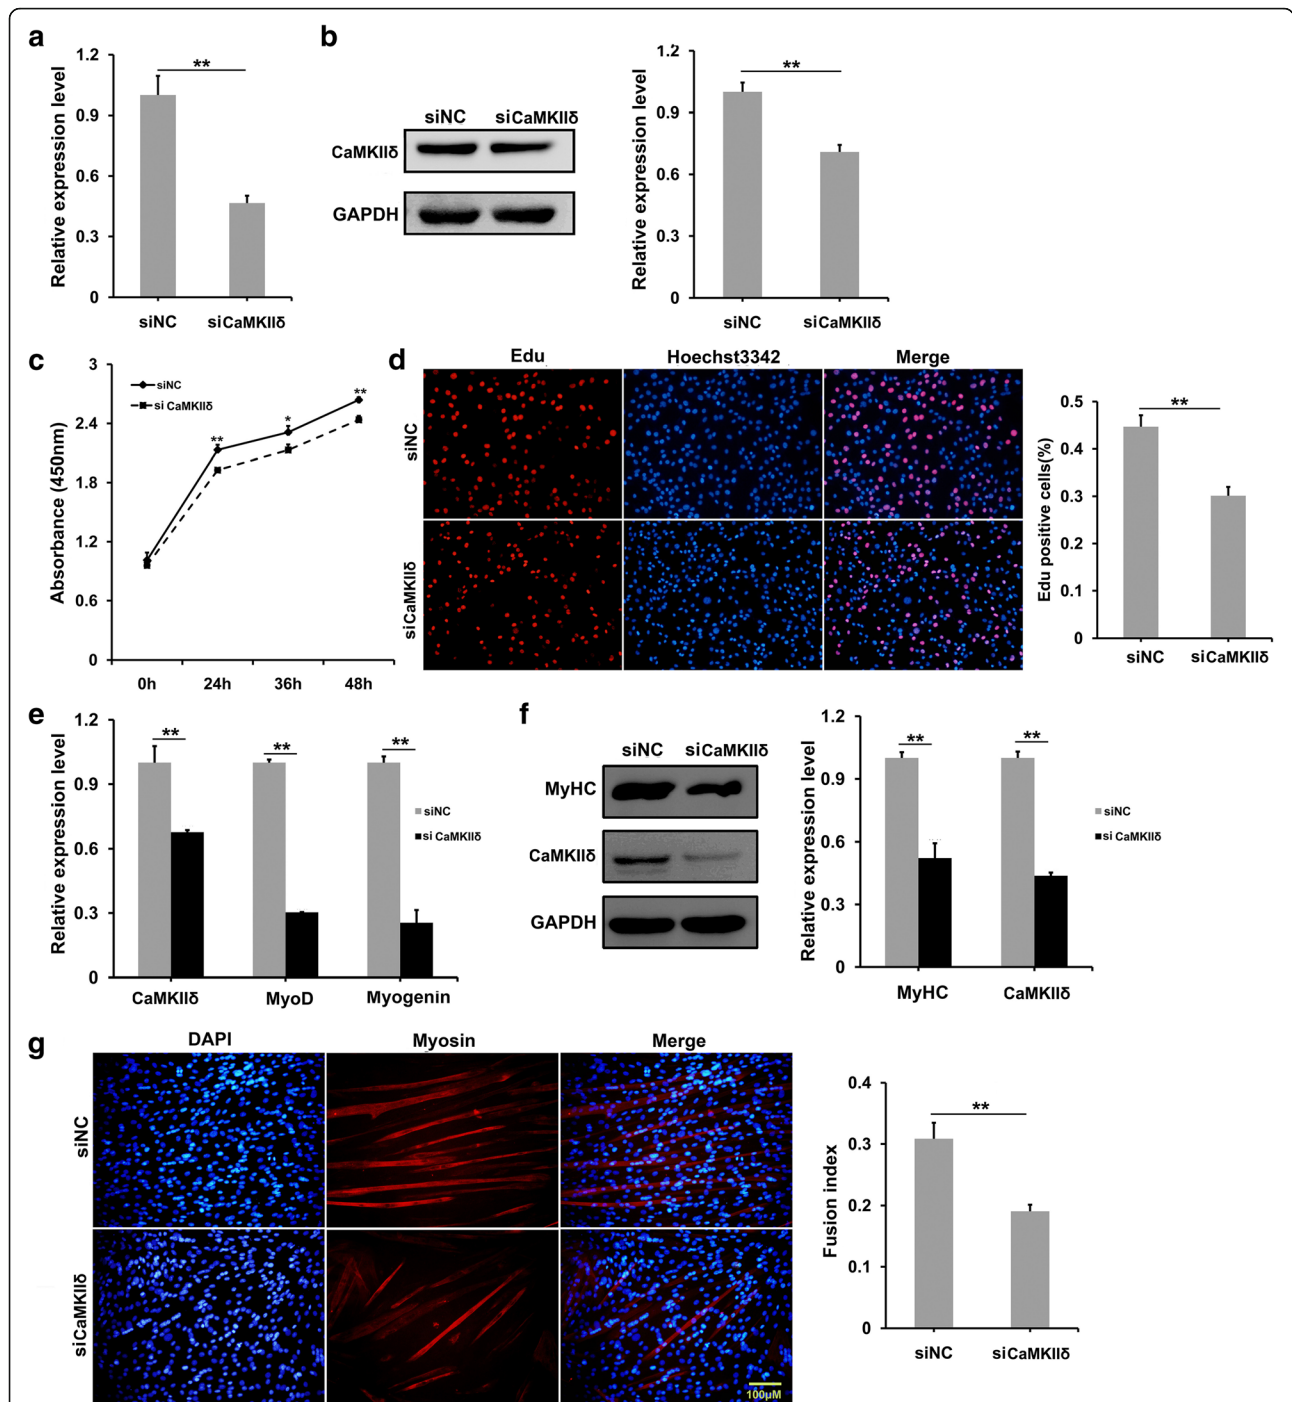 a
Relative expression level
1.2
0.9
0.6
0.3
0
**
siNC
siCaMKIIδ
b
siNC siCaMKIIδ
CaMKIIδ
GAPDH
Relative expression level
1.2
1.0
0.8
0.6
0.4
0.2
0
**
siNC
siCaMKIIδ
c
Absorbance (450nm)
3
2.4
1.8
1.2
0.6
0
siNC
si CaMKIIδ
**
*
**
0h 24h 36h 48h
d
Edu Hoechst3342 Merge
siNC
siCaMKIIδ
Edu positive cells(%)
0.5
0.4
0.3
0.2
0.1
0
**
siNC siCaMKIIδ
e
Relative expression level
1.2
0.9
0.6
0.3
0
**
**
**
siNC
si CaMKIIδ
CaMKIIδ MyoD Myogenin
f
siNC siCaMKIIδ
MyHC
CaMKIIδ
GAPDH
Relative expression level
1.2
0.9
0.6
0.3
0
**
**
siNC
si CaMKIIδ
MyHC CaMKIIδ
g
DAPI Myosin Merge
siNC
siCaMKIIδ
100μM
Fusion index
0.4
0.3
0.2
0.1
0
**
siNC siCaMKIIδ